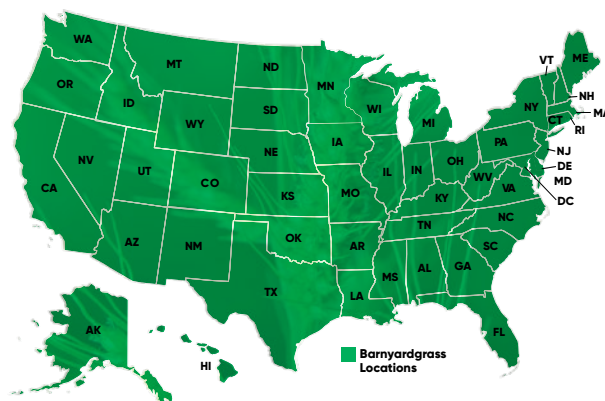 WA
MT
ND
MN
VT
ME
OR
ID
SD
WI
MI
NY
NH
MA
CT
RI
WY
NE
IA
PA
NJ
NV
UT
CO
IL
IN
OH
WV
DE
MD
DC
CA
KS
MO
KY
VA
NC
AZ
NM
OK
AR
TN
SC
TX
LA
MS
AL
GA
AK
HI
FL
Barnyardgrass
Locations